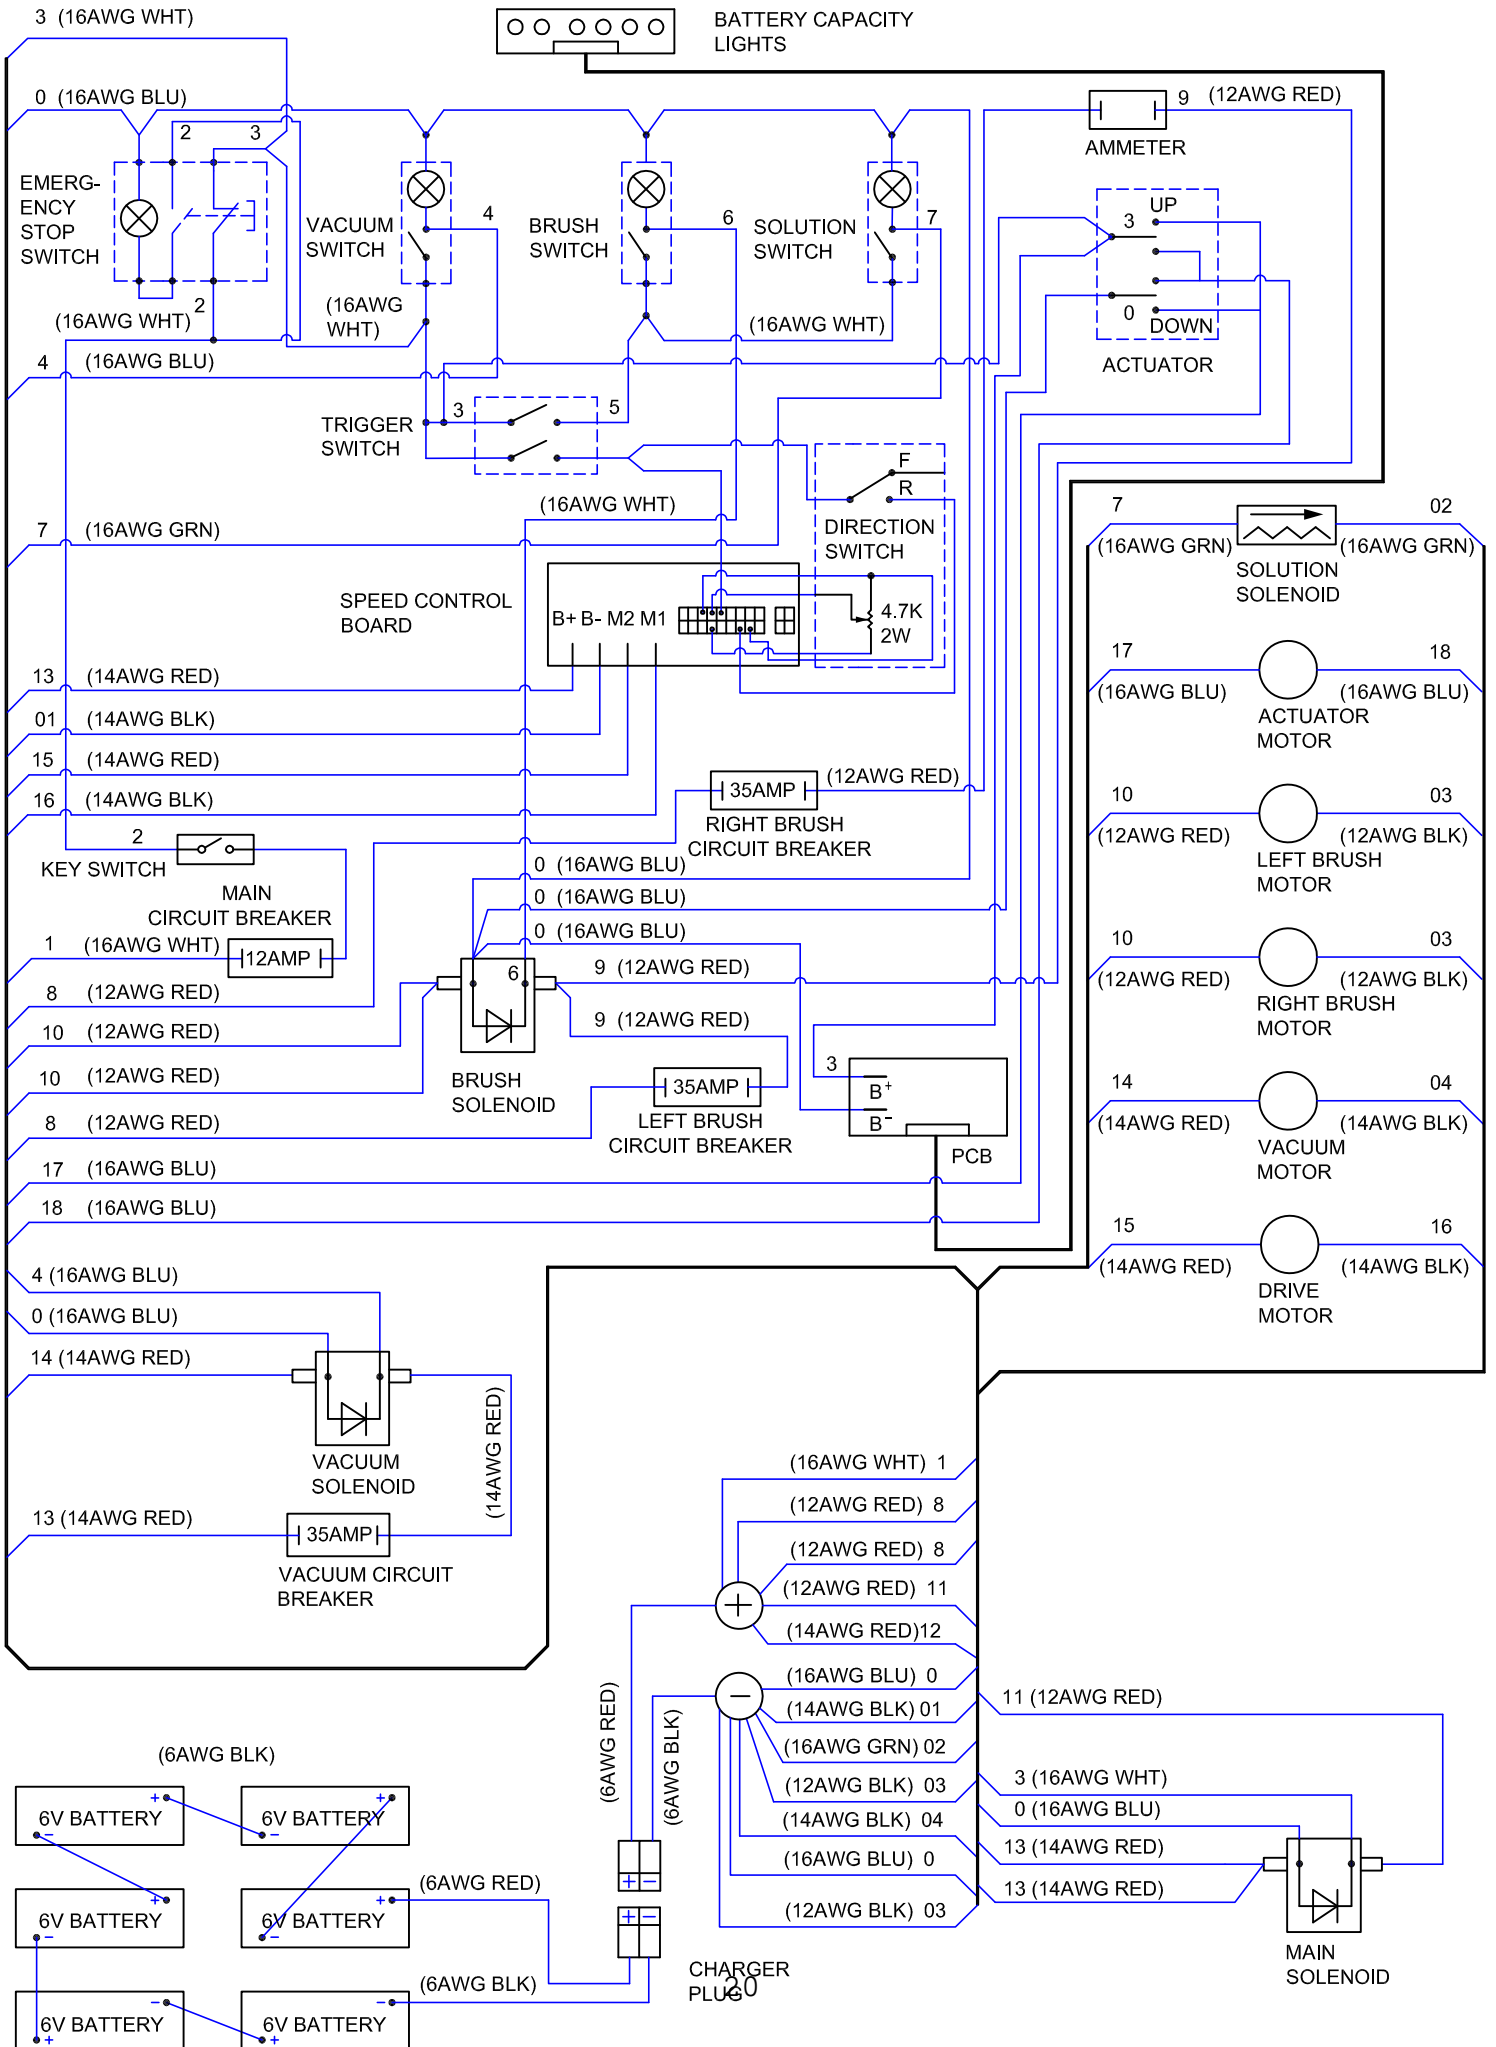 3 (16AWG WHT)
BATTERY CAPACITY
LIGHTS
0 (16AWG BLU)
9 (12AWG RED)
2
3
AMMETER
EMERG-
ENCY
STOP
SWITCH
VACUUM
SWITCH
4
BRUSH
SWITCH
6
SOLUTION
SWITCH
7
UP
3
0
DOWN
ACTUATOR
2
(16AWG WHT)
(16AWG
WHT)
(16AWG WHT)
4 (16AWG BLU)
TRIGGER
SWITCH
3
5
F
R
DIRECTION
SWITCH
(16AWG WHT)
7 (16AWG GRN)
7
02
(16AWG GRN)
(16AWG GRN)
SOLUTION
SOLENOID
SPEED CONTROL
BOARD
B+ B- M2 M1
4.7K
2W
17
18
(16AWG BLU)
(16AWG BLU)
ACTUATOR
MOTOR
13 (14AWG RED)
01 (14AWG BLK)
15 (14AWG RED)
16 (14AWG BLK)
35AMP
(12AWG RED)
RIGHT BRUSH
CIRCUIT BREAKER
10
03
(12AWG RED)
(12AWG BLK)
LEFT BRUSH
MOTOR
2
KEY SWITCH
MAIN
CIRCUIT BREAKER
0 (16AWG BLU)
0 (16AWG BLU)
0 (16AWG BLU)
1 (16AWG WHT)
12AMP
6
9 (12AWG RED)
10
03
(12AWG RED)
(12AWG BLK)
RIGHT BRUSH
MOTOR
8 (12AWG RED)
10 (12AWG RED)
9 (12AWG RED)
10 (12AWG RED)
BRUSH
SOLENOID
35AMP
LEFT BRUSH
CIRCUIT BREAKER
3
B+
B-
PCB
8 (12AWG RED)
14
04
(14AWG RED)
(14AWG BLK)
VACUUM
MOTOR
17 (16AWG BLU)
18 (16AWG BLU)
15
16
(14AWG RED)
(14AWG BLK)
DRIVE
MOTOR
4 (16AWG BLU)
0 (16AWG BLU)
14 (14AWG RED)
VACUUM
SOLENOID
(14AWG RED)
13 (14AWG RED)
35AMP
VACUUM CIRCUIT
BREAKER
(16AWG WHT) 1
(12AWG RED) 8
(12AWG RED) 8
(12AWG RED) 11
(14AWG RED)12
+
(16AWG BLU) 0
−
(14AWG BLK) 01
(16AWG GRN) 02
(12AWG BLK) 03
(14AWG BLK) 04
(16AWG BLU) 0
(12AWG BLK) 03
(6AWG RED)
(6AWG BLK)
11 (12AWG RED)
3 (16AWG WHT)
0 (16AWG BLU)
13 (14AWG RED)
13 (14AWG RED)
MAIN
SOLENOID
(6AWG BLK)
+
6V BATTERY
-
+
6V BATTERY
-
+
6V BATTERY
-
+
6V BATTERY
-
(6AWG RED)
+ -
+ -
-
6V BATTERY
+
-
6V BATTERY
+
(6AWG BLK)
CHARGER
PLUG
20